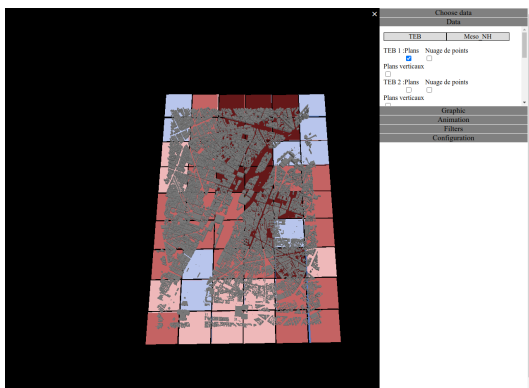 ×
Choose data
Data
TEB Meso_NH
TEB 1 :Plans Nuage de points
Plans verticaux
TEB 2 : Plans Nuage de points
Plans verticaux
Graphic
Animation
Filters
Configuration